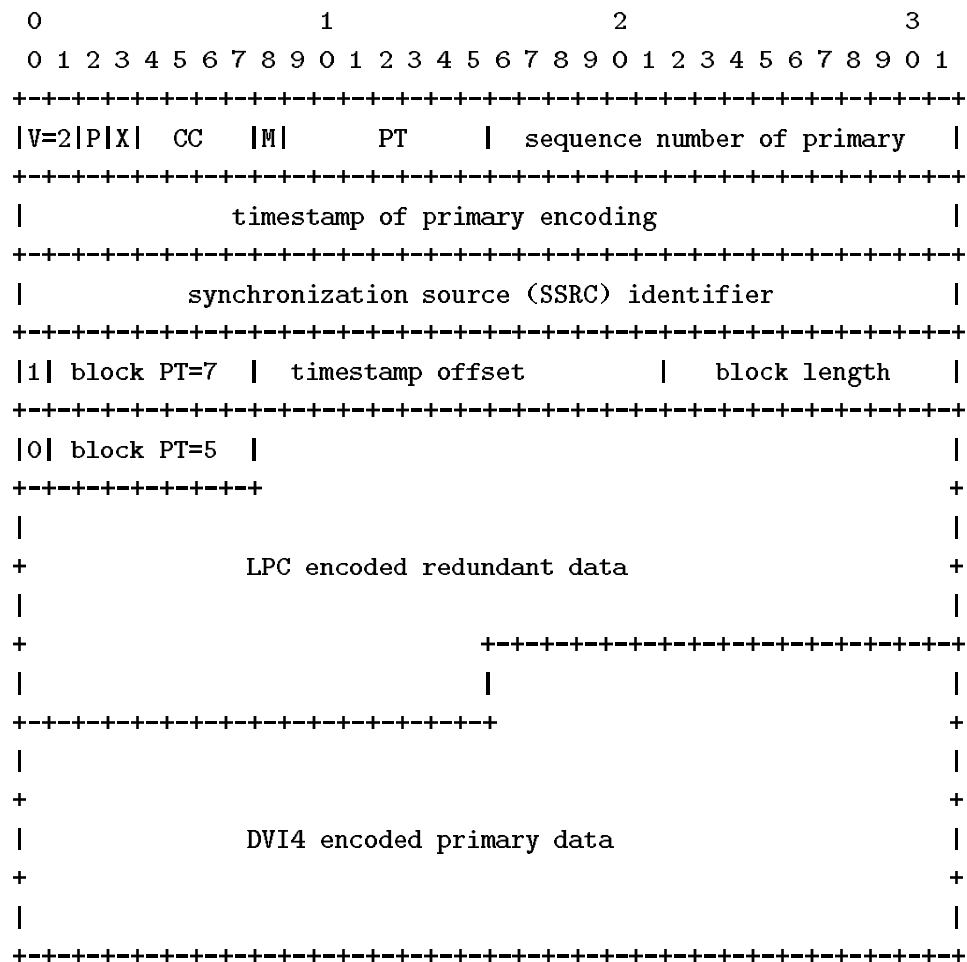 0                   1                   2                   3
 0 1 2 3 4 5 6 7 8 9 0 1 2 3 4 5 6 7 8 9 0 1 2 3 4 5 6 7 8 9 0 1
+-+-+-+-+-+-+-+-+-+-+-+-+-+-+-+-+-+-+-+-+-+-+-+-+-+-+-+-+-+-+-+-+
|V=2|P|X|  CC   |M|      PT     |  sequence number of primary   |
+-+-+-+-+-+-+-+-+-+-+-+-+-+-+-+-+-+-+-+-+-+-+-+-+-+-+-+-+-+-+-+-+
|              timestamp of primary encoding                    |
+-+-+-+-+-+-+-+-+-+-+-+-+-+-+-+-+-+-+-+-+-+-+-+-+-+-+-+-+-+-+-+-+
|           synchronization source (SSRC) identifier            |
+-+-+-+-+-+-+-+-+-+-+-+-+-+-+-+-+-+-+-+-+-+-+-+-+-+-+-+-+-+-+-+-+
|1| block PT=7  |  timestamp offset         |   block length    |
+-+-+-+-+-+-+-+-+-+-+-+-+-+-+-+-+-+-+-+-+-+-+-+-+-+-+-+-+-+-+-+-+
|0| block PT=5  |                                               |
+-+-+-+-+-+-+-+-+                                               +
|                                                               |
+               LPC encoded redundant data                      +
|                                                               |
+                               +-+-+-+-+-+-+-+-+-+-+-+-+-+-+-+-+
|                               |                               |
+-+-+-+-+-+-+-+-+-+-+-+-+-+-+-+-+                               +
|                                                               |
+                                                               +
|               DVI4 encoded primary data                       |
+                                                               +
|                                                               |
+-+-+-+-+-+-+-+-+-+-+-+-+-+-+-+-+-+-+-+-+-+-+-+-+-+-+-+-+-+-+-+-+